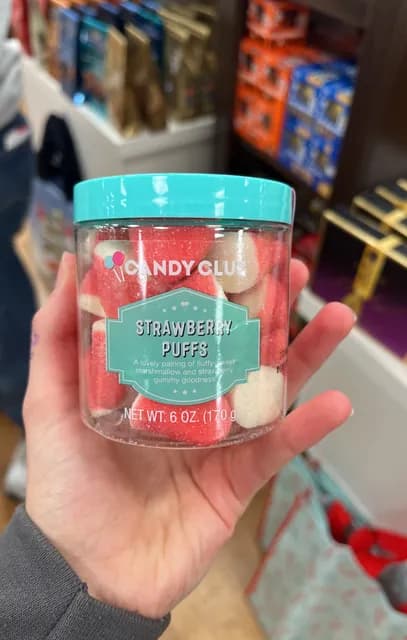 CANDY CLUB
STRAWBERRY
PUFFS
A lovely pairing of fluffy, sweet
marshmallow and strawberry
gummy goodness
NET WT. 6 OZ. (170 g